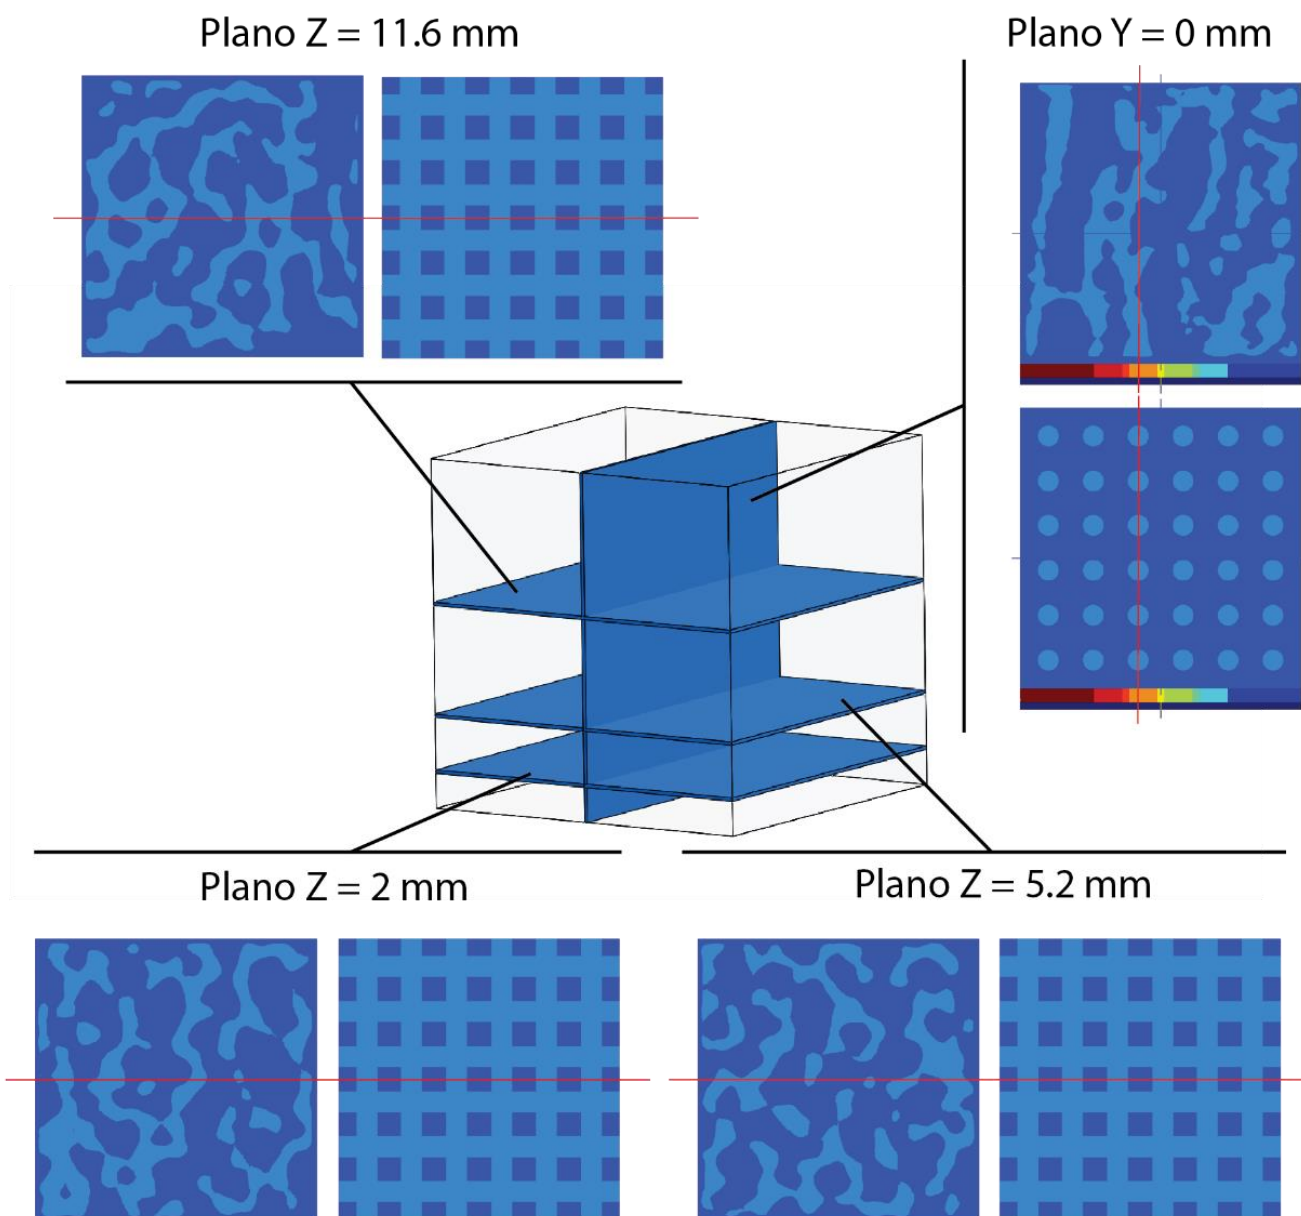 Plano Z = 11.6 mm
Plano Y = 0 mm
Plano Z = 2 mm
Plano Z = 5.2 mm